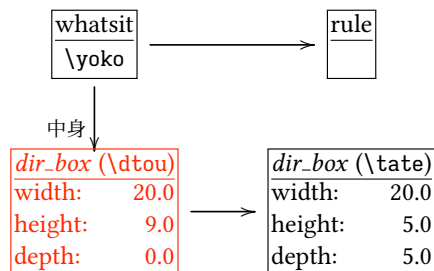 whatsit
\yoko
rule
中身
dir_box (\dtou)
width: 20.0
height: 9.0
depth: 0.0
dir_box (\tate)
width: 20.0
height: 5.0
depth: 5.0